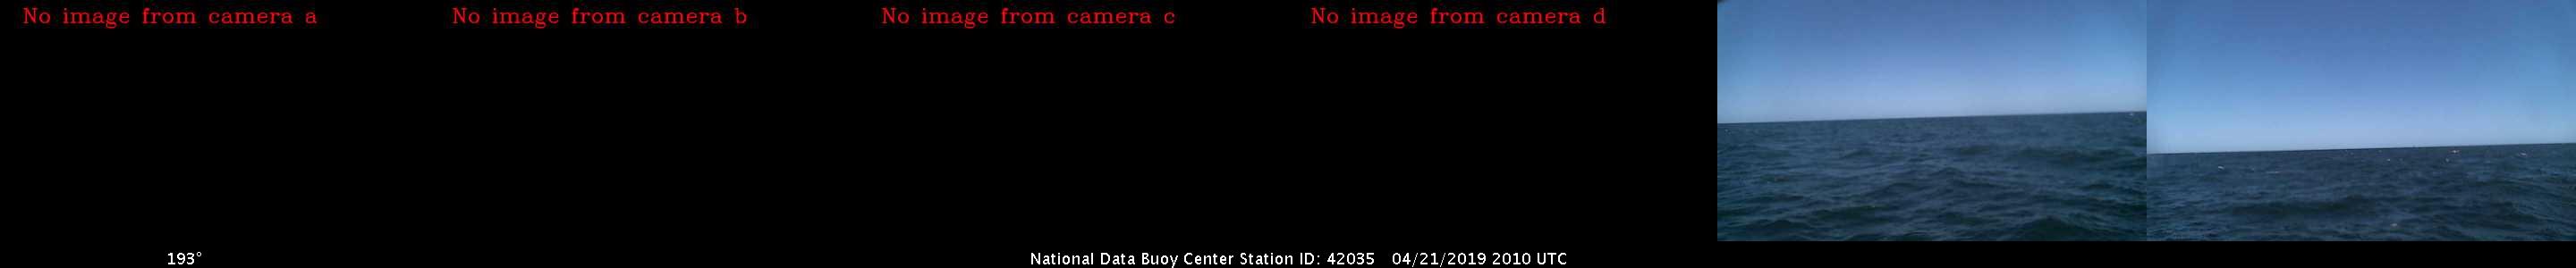 No image from camera a
No image from camera b
No image from camera c
No image from camera d
193°
National Data Buoy Center Station ID: 42035 04/21/2019 2010 UTC